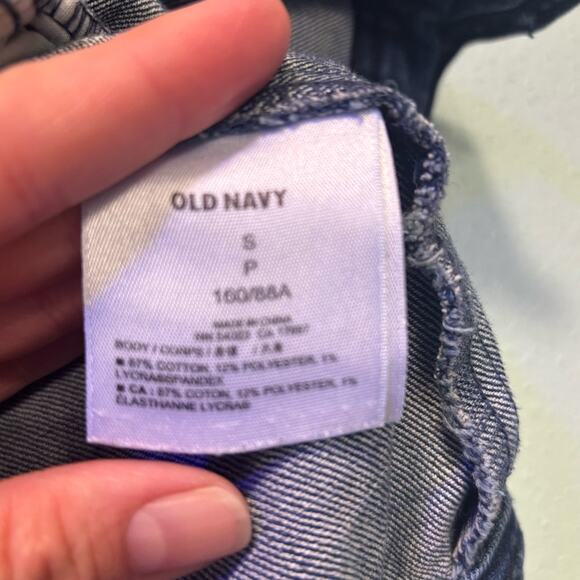 OLD NAVY
S
P
160/88A
MADE IN CHINA
RN 54323 CA 17897
BODY / CORPS /
■ 87% COTTON, 12% POLYESTER, 1%
LYCRA®SPANDEX
■ CA : 87% COTON, 12% POLYESTER, 1%
ÉLASTHANNE LYCRA®